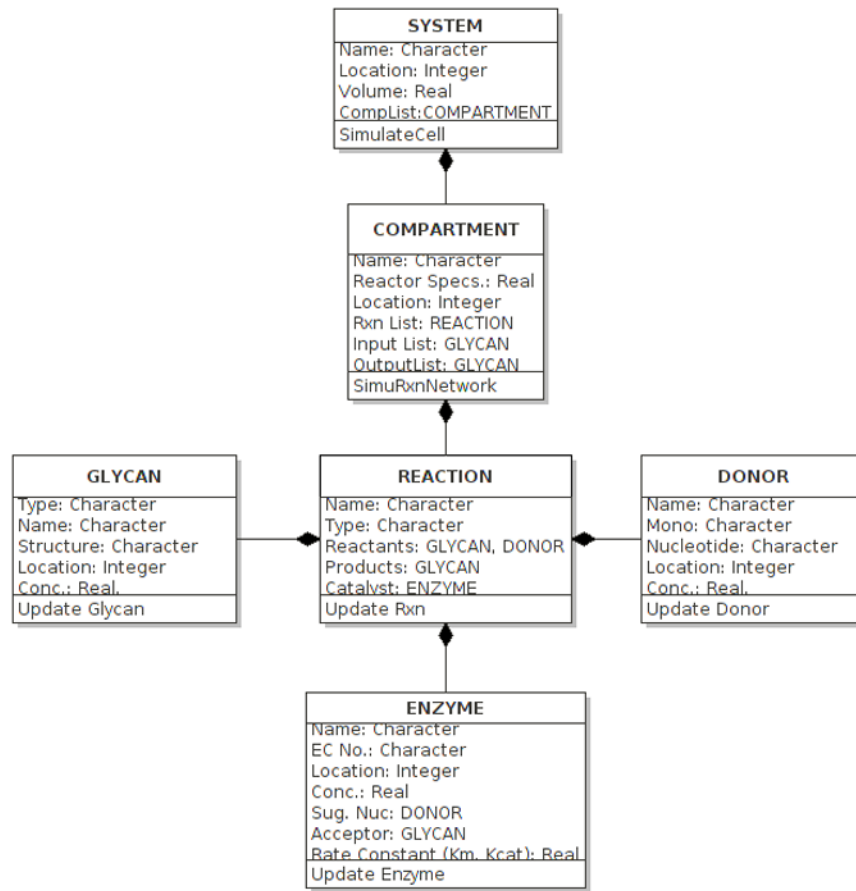 SYSTEM
Name: Character
Location: Integer
Volume: Real
CompList:COMPARTMENT
SimulateCell
COMPARTMENT
Name: Character
Reactor Specs.: Real
Location: Integer
Rxn List: REACTION
Input List: GLYCAN
OutputList: GLYCAN
SimuRxnNetwork
GLYCAN
Type: Character
Name: Character
Structure: Character
Location: Integer
Conc.: Real.
Update Glycan
REACTION
Name: Character
Type: Character
Reactants: GLYCAN, DONOR
Products: GLYCAN
Catalyst: ENZYME
Update Rxn
DONOR
Name: Character
Mono: Character
Nucleotide: Character
Location: Integer
Conc.: Real.
Update Donor
ENZYME
Name: Character
EC No.: Character
Location: Integer
Conc.: Real
Sug. Nuc: DONOR
Acceptor: GLYCAN
Rate Constant (Km, Kcat): Real
Update Enzyme